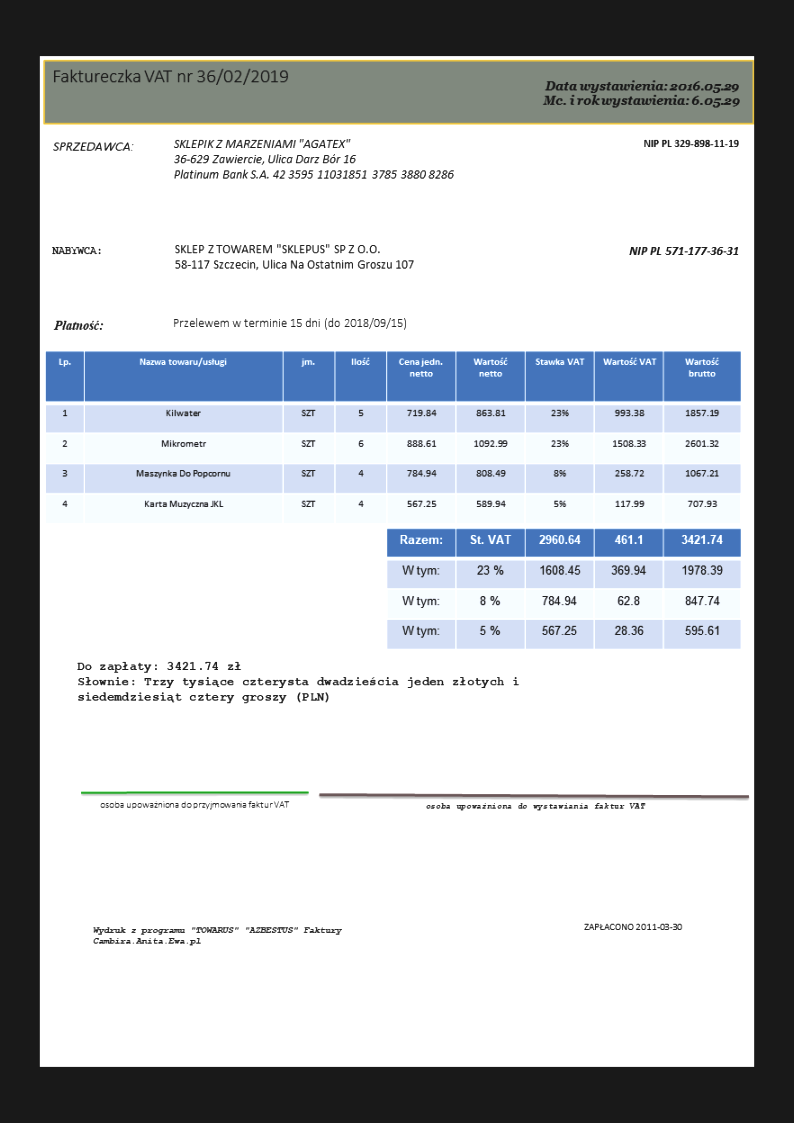 Faktureczka VAT nr 36/02/2019
Data wystawienia: 2016.05.29
Mc. i rok wystawienia: 6.05.29
SPRZEDAWCA: SKLEPIK Z MARZENIAMI "AGATEX" NIP PL 329-898-11-19
36-629 Zawiercie, Ulica Darz Bór 16
Platinum Bank S.A. 42 3595 11031851 3785 3880 8286
NABYWCA: SKLEP Z TOWAREM "SKLEPUS" SP Z O.O. NIP PL 571-177-36-31
58-117 Szczecin, Ulica Na Ostatnim Groszu 107
Płatność: Przelewem w terminie 15 dni (do 2018/09/15)
Lp. Nazwa towaru/usługi jm. Ilość Cena jedn. netto Wartość netto Stawka VAT Wartość VAT Wartość brutto
1 Kilwater SZT 5 719.84 863.81 23% 993.38 1857.19
2 Mikrometr SZT 6 888.61 1092.99 23% 1508.33 2601.32
3 Maszynka Do Popcornu SZT 4 784.94 808.49 8% 258.72 1067.21
4 Karta Muzyczna JKL SZT 4 567.25 589.94 5% 117.99 707.93
Razem: St. VAT 2960.64 461.1 3421.74
W tym: 23 % 1608.45 369.94 1978.39
W tym: 8 % 784.94 62.8 847.74
W tym: 5 % 567.25 28.36 595.61
Do zapłaty: 3421.74 zł
Słownie: Trzy tysiące czterysta dwadzieścia jeden złotych i
siedemdziesiąt cztery groszy (PLN)
osoba upoważniona do przyjmowania faktur VAT
osoba upoważniona do wystawiania faktur VAT
Wydruk z programu "TOWARUS" "AZBESTUS" Faktury
Cambira.Anita.Ewa.pl
ZAPŁACONO 2011-03-30